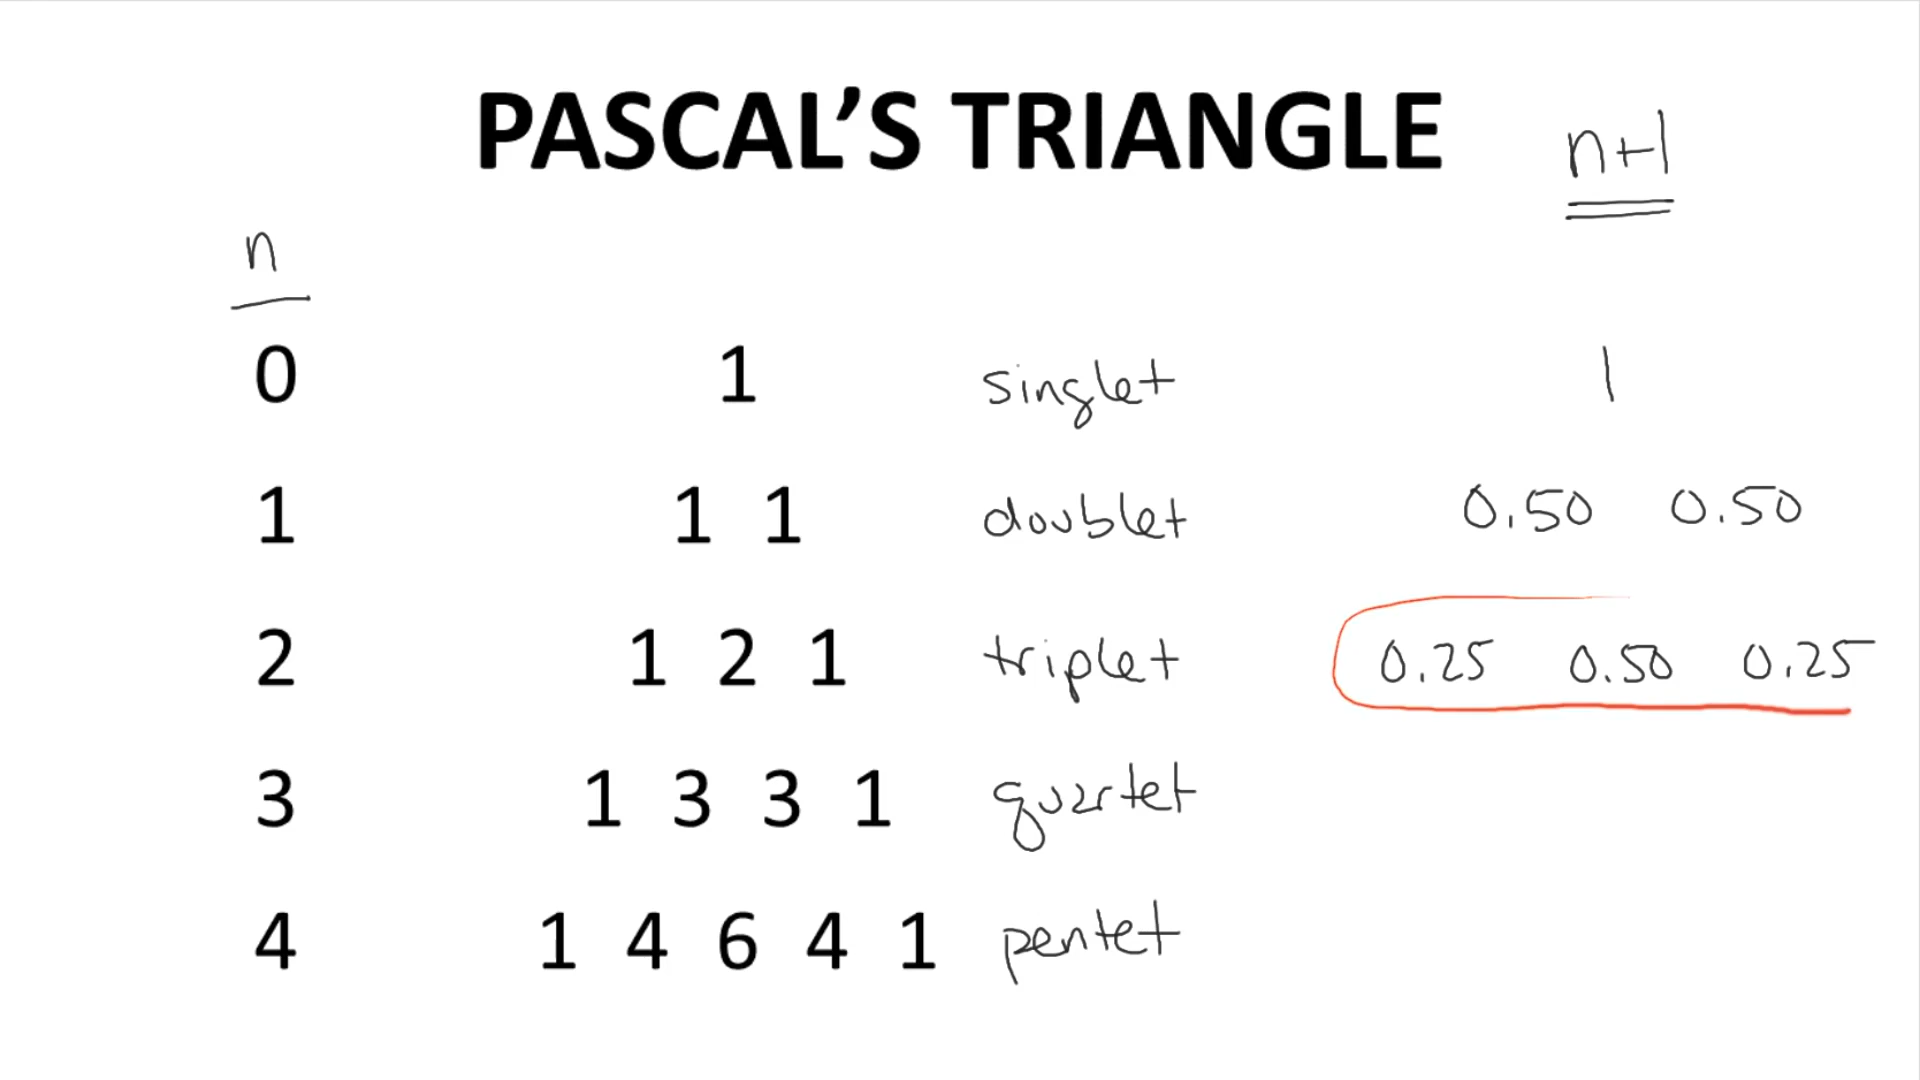 PASCAL’S TRIANGLE n+1
n
0 1 singlet 1
1 1 1 doublet 0.50 0.50
2 1 2 1 triplet 0.25 0.50 0.25
3 1 3 3 1 quartet
4 1 4 6 4 1 pentet